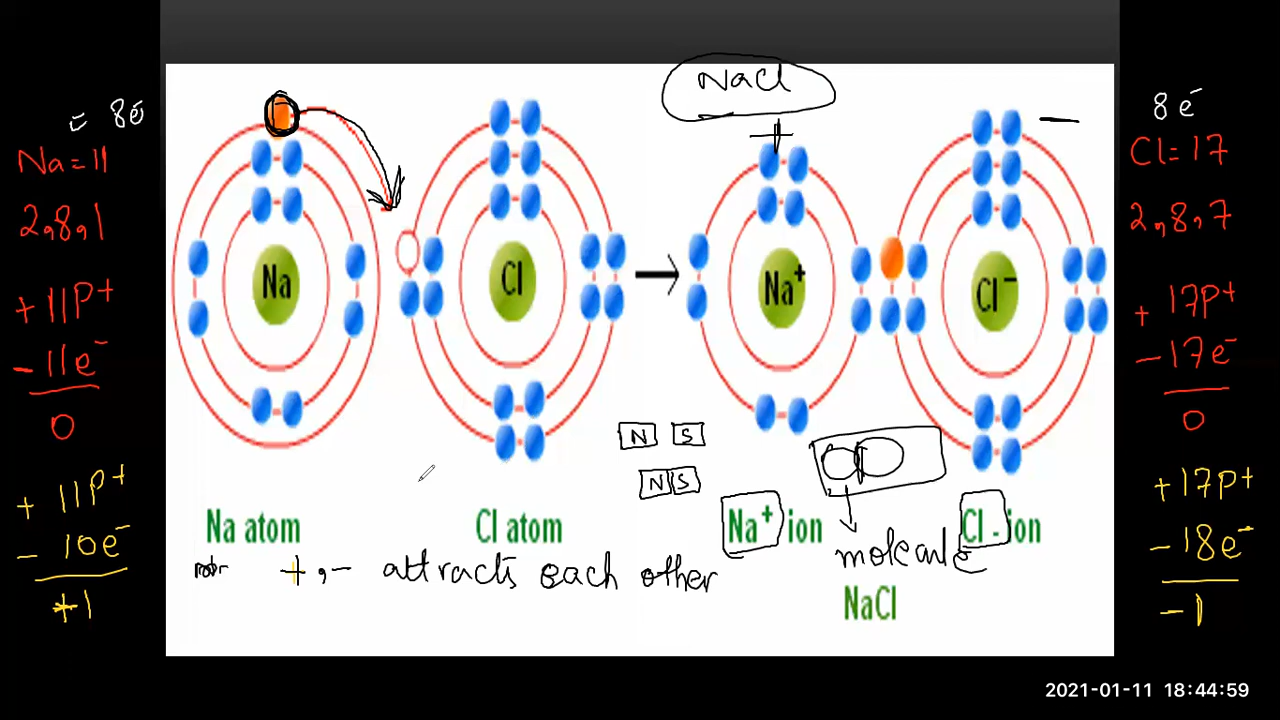 = 8e̅
Na = 11
2,8,1
+ 11P+
- 11e-
0
+ 11P+
- 10e-
+1
NaCl
+
—
Na
Cl
Na+
Cl-
N S
N S
Na atom
Cl atom
Na+ ion
Cl - ion
+,- attracts each other
molecule
NaCl
8e-
Cl = 17
2,8,7
+ 17P+
- 17e-
0
+ 17P+
- 18e-
-1
2021-01-11 18:44:59